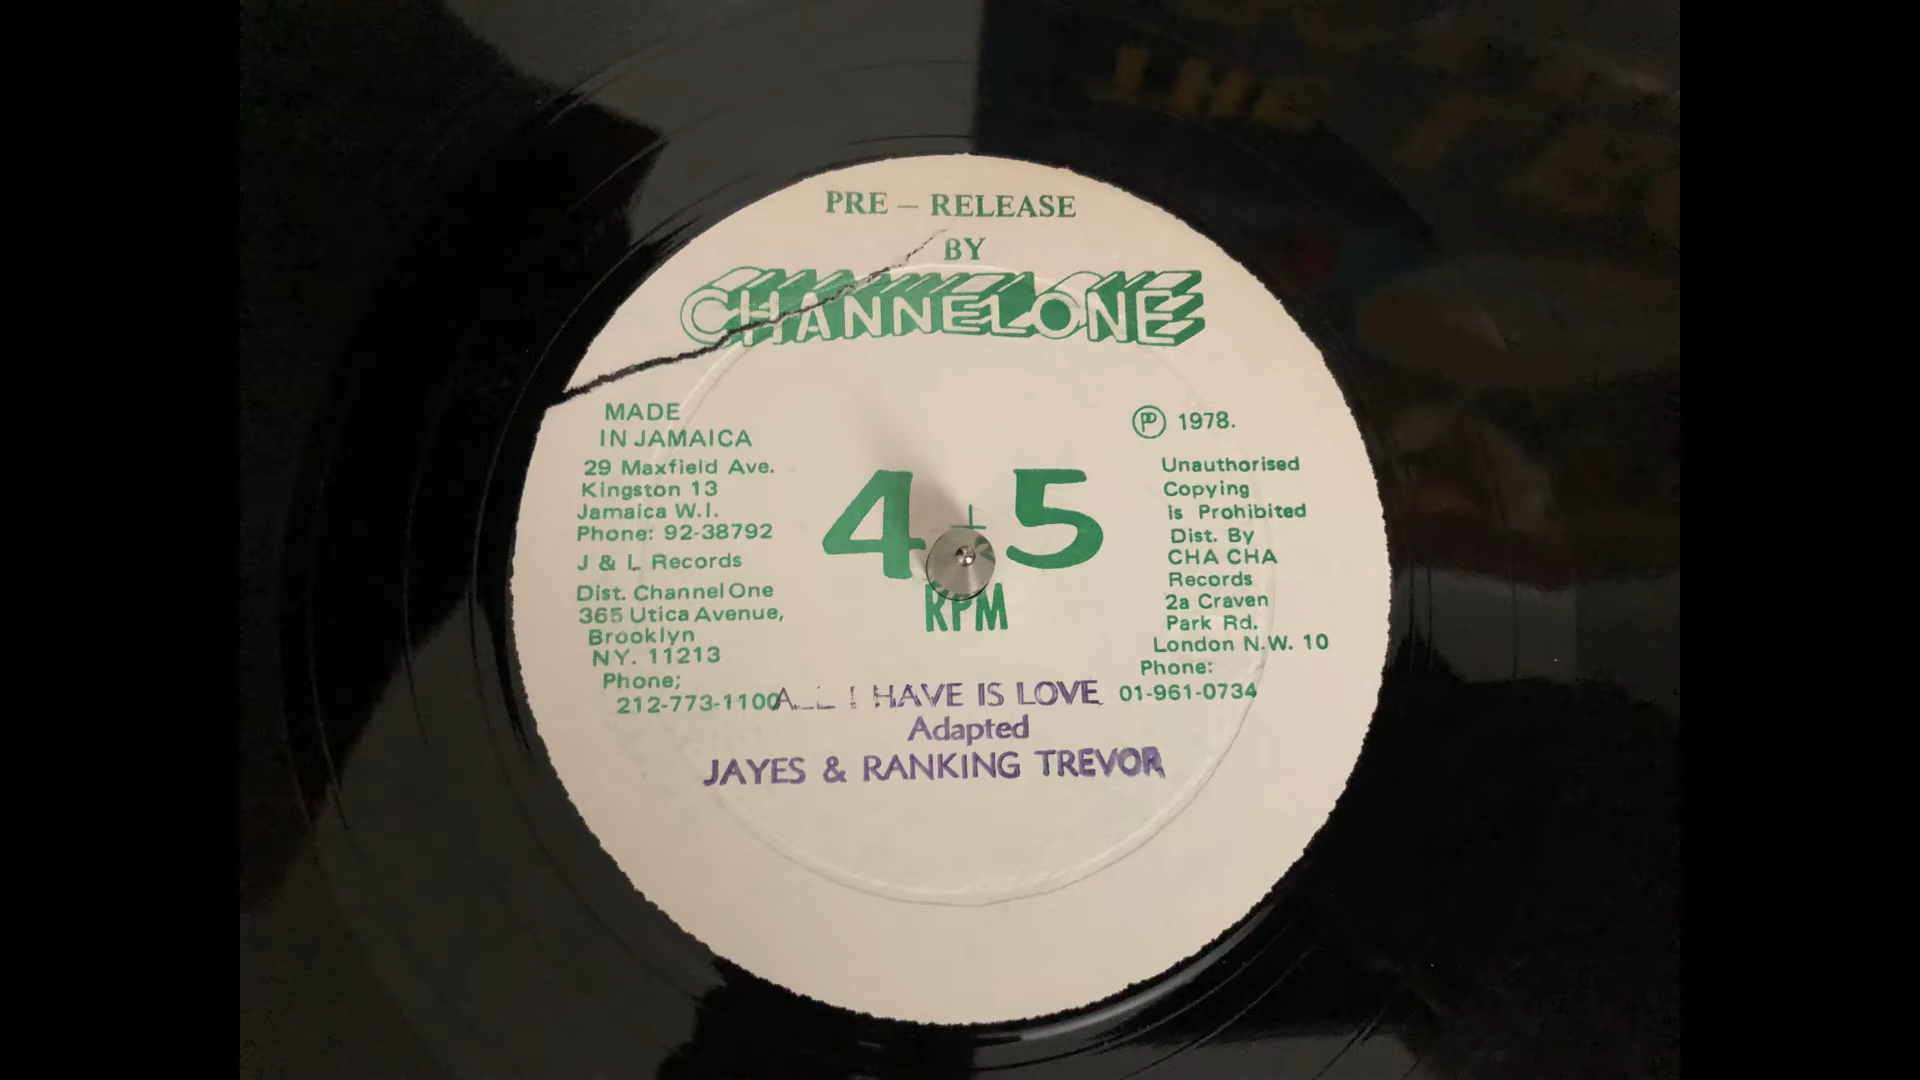 PRE – RELEASE
BY
CHANNEL ONE
MADE
IN JAMAICA
29 Maxfield Ave.
Kingston 13
Jamaica W.I.
Phone: 92-38792
J & L Records
Dist. Channel One
365 Utica Avenue,
Brooklyn
NY. 11213
Phone;
212-773-1100
45
RPM
Ⓟ 1978.
Unauthorised
Copying
is Prohibited
Dist. By
CHA CHA
Records
2a Craven
Park Rd.
London N.W. 10
Phone:
01-961-0734
ALL I HAVE IS LOVE
Adapted
JAYES & RANKING TREVOR